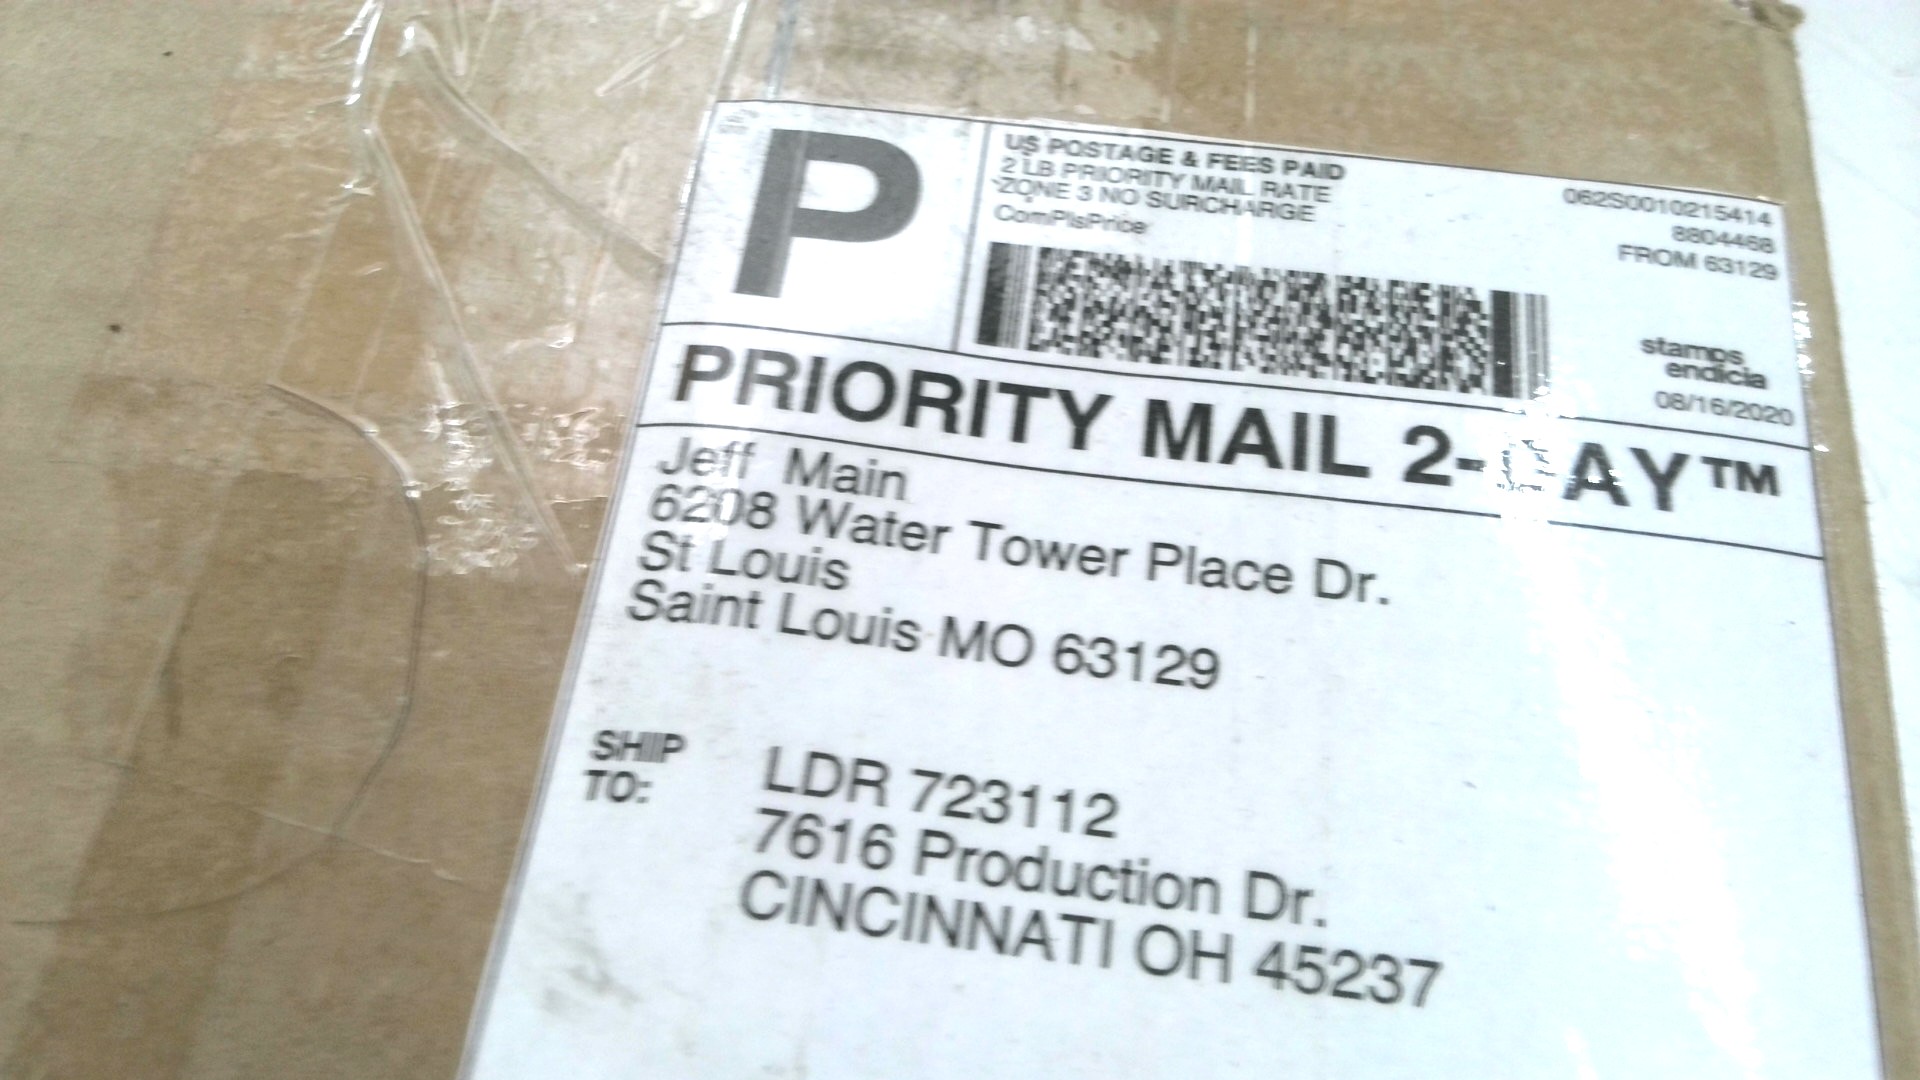 P
US POSTAGE & FEES PAID
2 LB PRIORITY MAIL RATE
ZONE 3 NO SURCHARGE
ComPlsPrice
062S0010215414
8804468
FROM 63129
stamps
endicia
08/16/2020
PRIORITY MAIL 2-DAY™
Jeff Main
6208 Water Tower Place Dr.
St Louis
Saint Louis MO 63129
SHIP
TO:
LDR 723112
7616 Production Dr.
CINCINNATI OH 45237